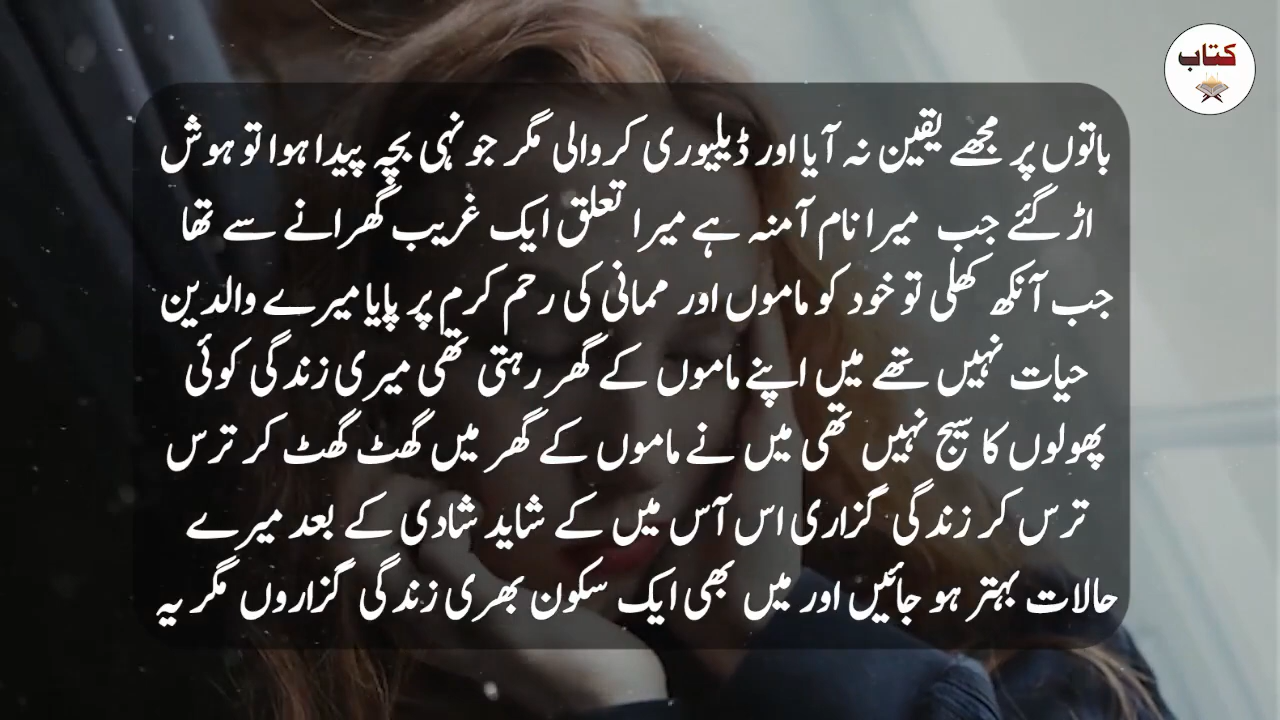 کتاب
باتوں پر مجھے یقین نہ آیا اور ڈیلیوری کروالی مگر جو نہی بچہ پیدا ہوا تو ہوش
اڑ گئے جب میرا نام آمنہ ہے میرا تعلق ایک غریب گھرانے سے تھا
جب آنکھ کھلی تو خود کو ماموں اور ممانی کی رحم کرم پر پایا میرے والدین
حیات نہیں تھے میں اپنے ماموں کے گھر رہتی تھی میری زندگی کوئی
پھولوں کا سیج نہیں تھی میں نے ماموں کے گھر میں گھٹ گھٹ کر ترس
ترس کر زندگی گزاری اس آس میں کے شاید شادی کے بعد میرے
حالات بہتر ہو جائیں اور میں بھی ایک سکون بھری زندگی گزاروں مگر یہ